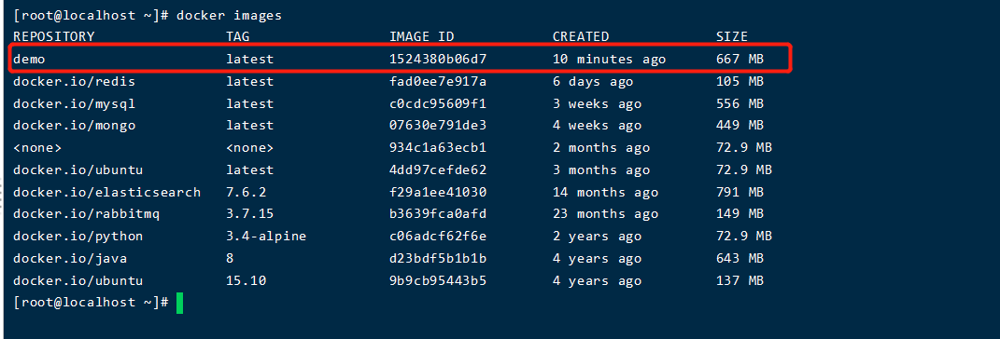 [root@localhost ~]# docker images
REPOSITORY TAG IMAGE ID CREATED SIZE
demo latest 1524380b06d7 10 minutes ago 667 MB
docker.io/redis latest fad0ee7e917a 6 days ago 105 MB
docker.io/mysql latest c0cdc95609f1 3 weeks ago 556 MB
docker.io/mongo latest 07630e791de3 4 weeks ago 449 MB
<none> <none> 934c1a63ecb1 2 months ago 72.9 MB
docker.io/ubuntu latest 4dd97cefde62 3 months ago 72.9 MB
docker.io/elasticsearch 7.6.2 f29a1ee41030 14 months ago 791 MB
docker.io/rabbitmq 3.7.15 b3639fca0afd 23 months ago 149 MB
docker.io/python 3.4-alpine c06adcf62f6e 2 years ago 72.9 MB
docker.io/java 8 d23bdf5b1b1b 4 years ago 643 MB
docker.io/ubuntu 15.10 9b9cb95443b5 4 years ago 137 MB
[root@localhost ~]#